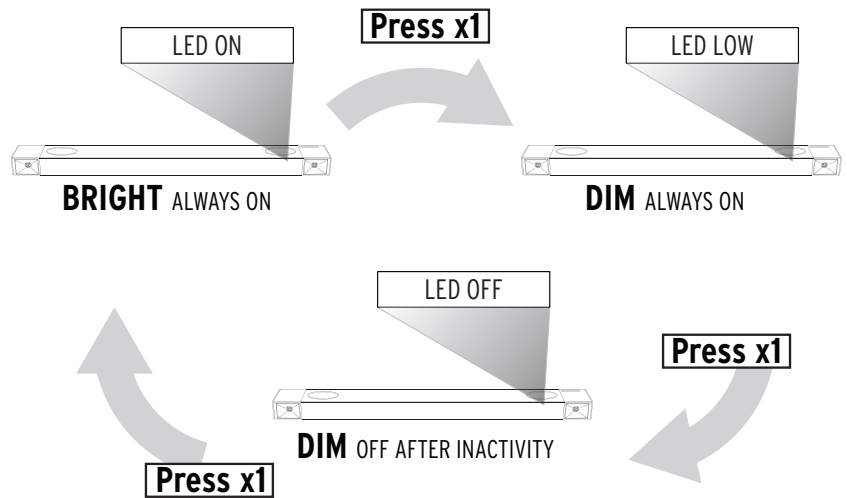 Press x1
LED ON
LED LOW
BRIGHT ALWAYS ON
DIM ALWAYS ON
LED OFF
Press x1
DIM OFF AFTER INACTIVITY
Press x1